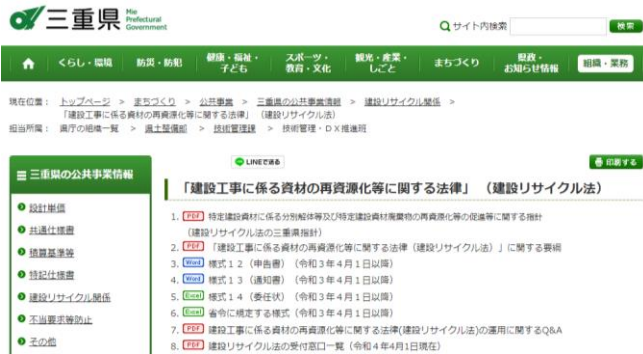 三重県 Mie Prefectural Government
サイト内検索 検索
くらし・環境 防災・防犯 健康・福祉・子ども スポーツ・教育・文化 観光・産業・しごと まちづくり 県政・お知らせ情報 組織・業務
現在位置： トップページ > まちづくり > 公共事業 > 三重県の公共事業情報 > 建設リサイクル関係 >
「建設工事に係る資材の再資源化等に関する法律」（建設リサイクル法）
担当所属： 県庁の組織一覧 > 県土整備部 > 技術管理課 > 技術管理・DX推進班
LINEで送る 印刷する
三重県の公共事業情報
設計単価
共通仕様書
積算基準等
特記仕様書
建設リサイクル関係
不当要求等防止
その他
「建設工事に係る資材の再資源化等に関する法律」（建設リサイクル法）
1. PDF 特定建設資材に係る分別解体等及び特定建設資材廃棄物の再資源化等の促進等に関する指針
（建設リサイクル法の三重県指針）
2. PDF 「建設工事に係る資材の再資源化等に関する法律（建設リサイクル法）」に関する要綱
3. Word 様式１２（申告書）（令和３年４月１日以降）
4. Word 様式１３（通知書）（令和３年４月１日以降）
5. Excel 様式１４（委任状）（令和３年４月１日以降）
6. Excel 省令に規定する様式（令和３年４月１日以降）
7. PDF 建設工事に係る資材の再資源化等に関する法律(建設リサイクル法)の運用に関するQ&A
8. PDF 建設リサイクル法の受付窓口一覧（令和４年4月1日現在）